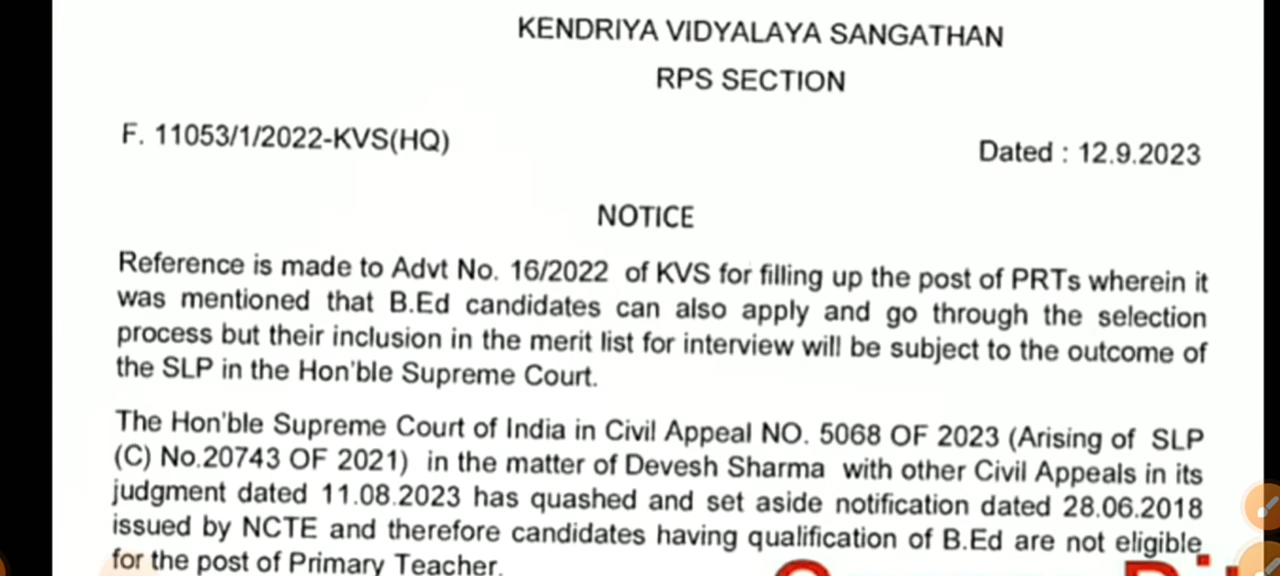 KENDRIYA VIDYALAYA SANGATHAN
RPS SECTION
F. 11053/1/2022-KVS(HQ)
Dated : 12.9.2023
NOTICE
Reference is made to Advt No. 16/2022 of KVS for filling up the post of PRTs wherein it
was mentioned that B.Ed candidates can also apply and go through the selection
process but their inclusion in the merit list for interview will be subject to the outcome of
the SLP in the Hon'ble Supreme Court.
The Hon'ble Supreme Court of India in Civil Appeal NO. 5068 OF 2023 (Arising of SLP
(C) No.20743 OF 2021) in the matter of Devesh Sharma with other Civil Appeals in its
judgment dated 11.08.2023 has quashed and set aside notification dated 28.06.2018
issued by NCTE and therefore candidates having qualification of B.Ed are not eligible
for the post of Primary Teacher.